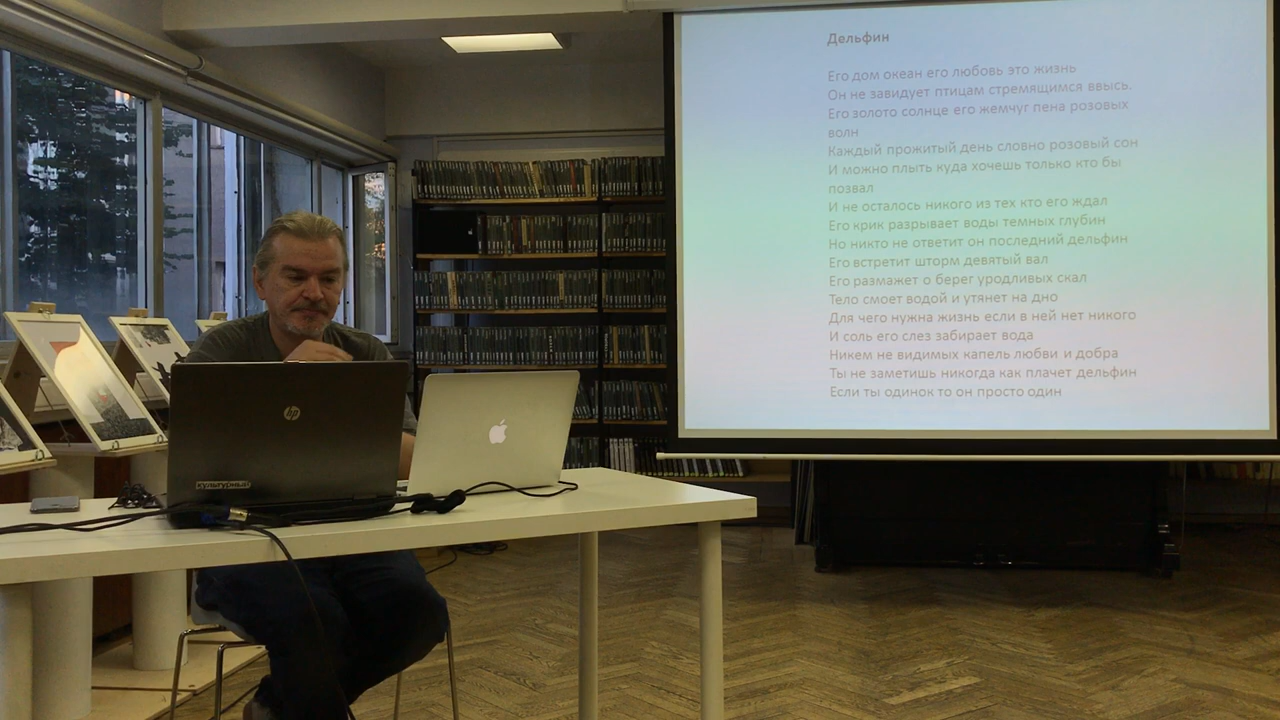 Дельфин
Его дом океан его любовь это жизнь
Он не завидует птицам стремящимся ввысь.
Его золото солнце его жемчуг пена розовых
волн
Каждый прожитый день словно розовый сон
И можно плыть куда хочешь только кто бы
позвал
И не осталось никого из тех кто его ждал
Его крик разрывает воды темных глубин
Но никто не ответит он последний дельфин
Его встретит шторм девятый вал
Его размажет о берег уродливых скал
Тело смоет водой и утянет на дно
Для чего нужна жизнь если в ней нет никого
И соль его слез забирает вода
Никем не видимых капель любви и добра
Ты не заметишь никогда как плачет дельфин
Если ты одинок то он просто один
hp
культурный